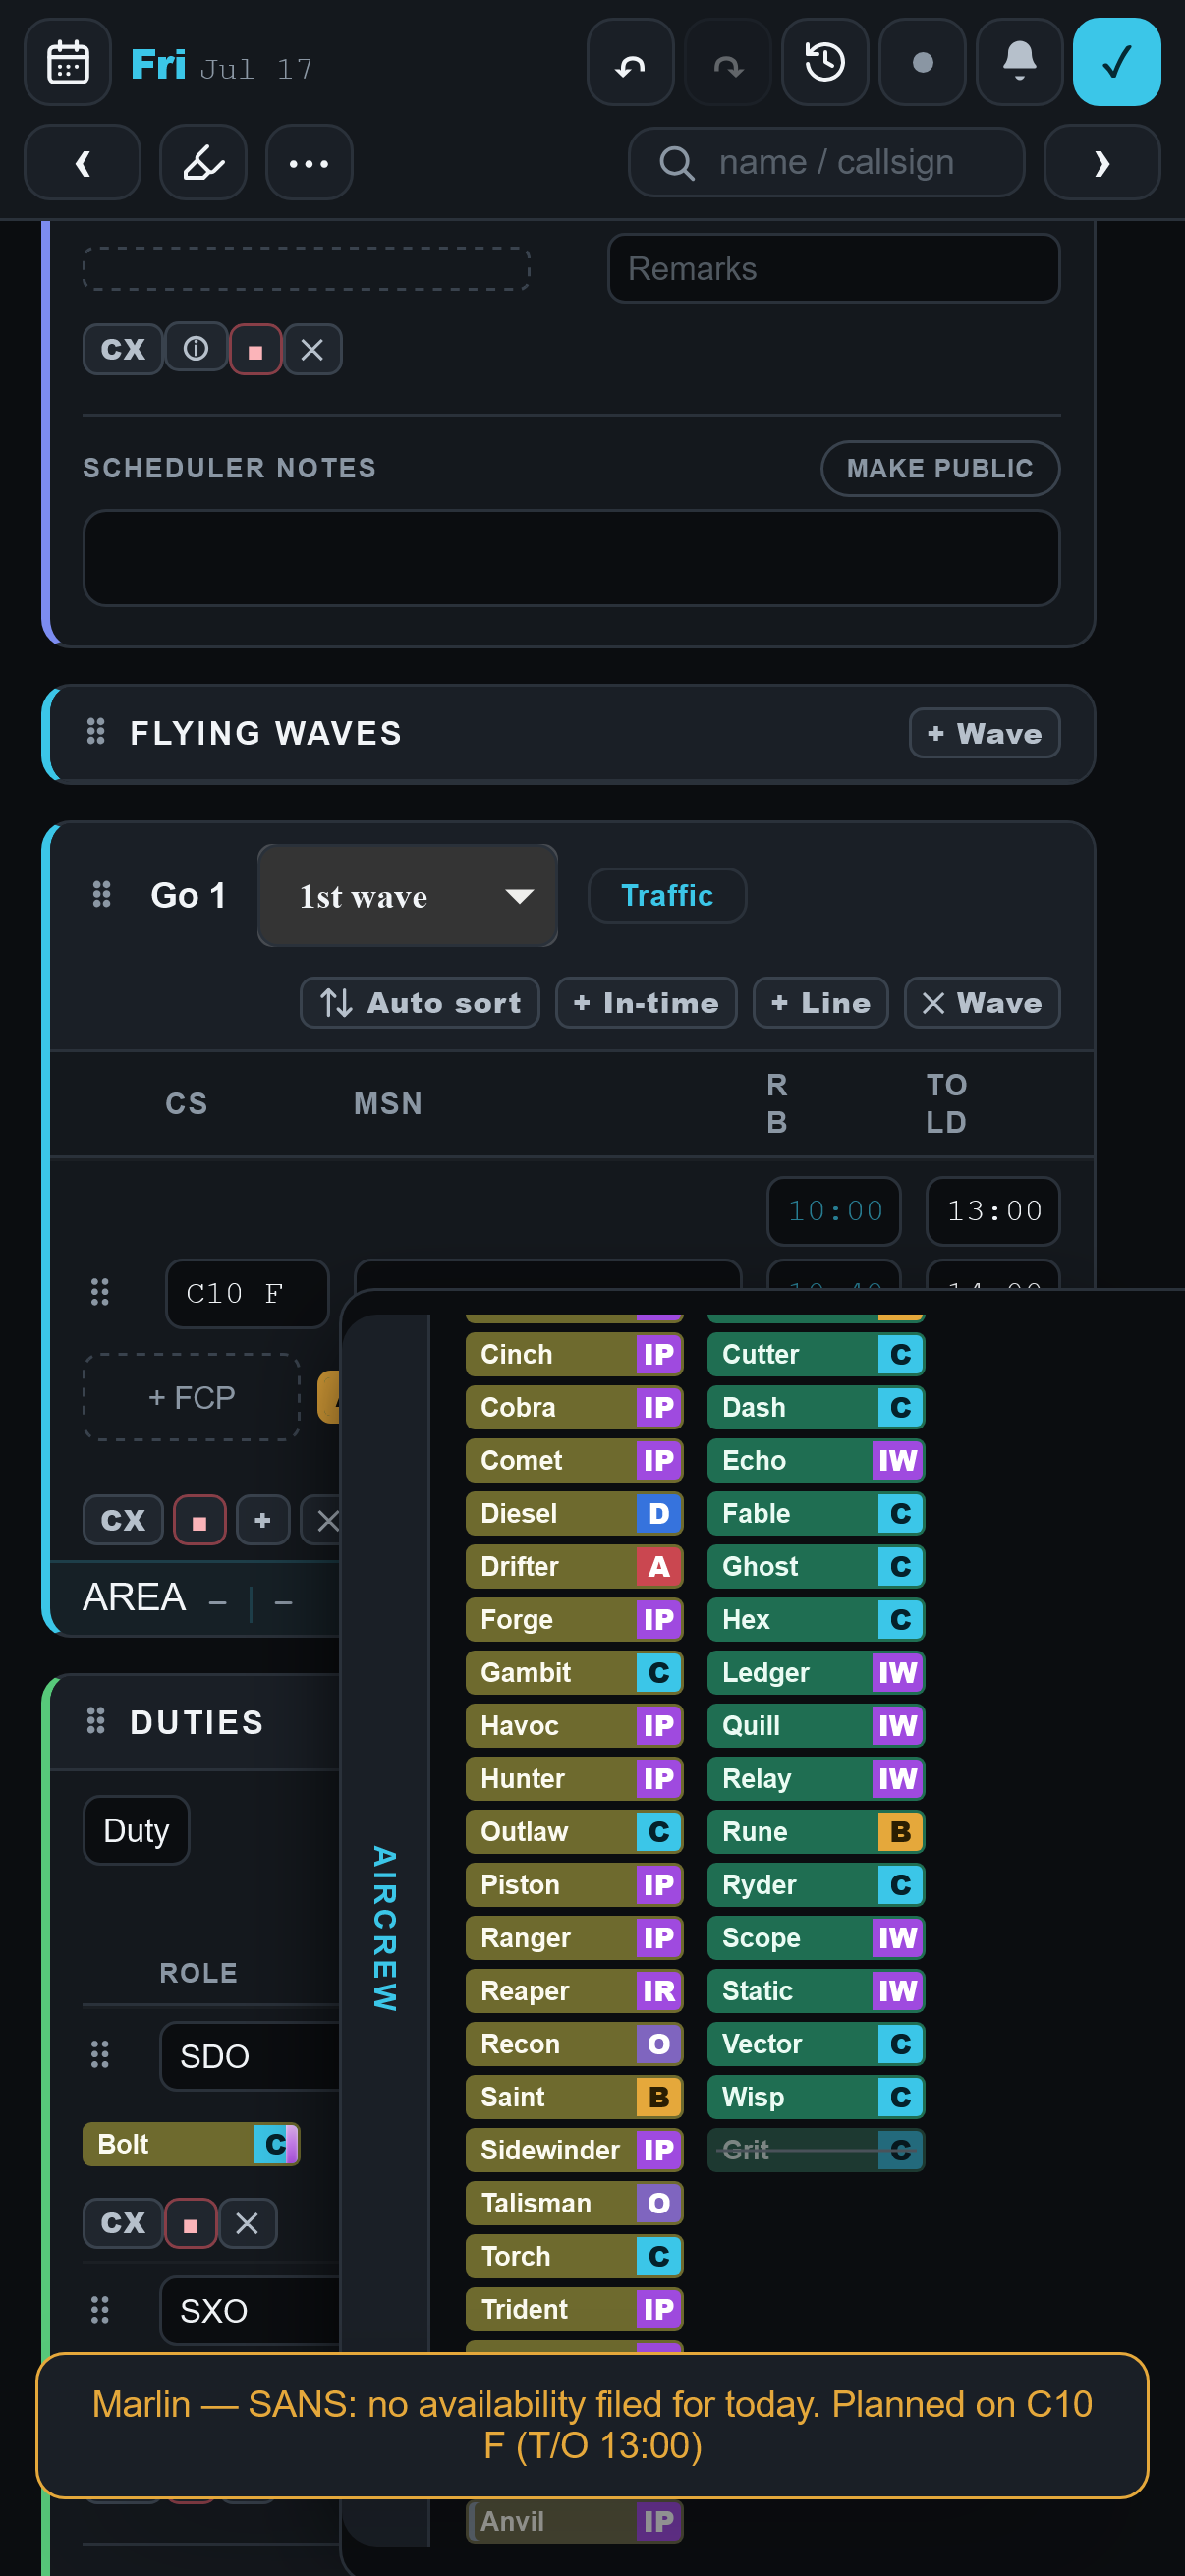 Fri Jul 17
name / callsign
Remarks
CX
SCHEDULER NOTES
MAKE PUBLIC
FLYING WAVES
+ Wave
Go 1
1st wave
Traffic
Auto sort
+ In-time
+ Line
Wave
CS
MSN
R
B
TO
LD
10:00
13:00
C10 F
+ FCP
CX
+
AREA – | –
DUTIES
Duty
ROLE
SDO
Bolt C
CX
SXO
AIRCREW
Cinch IP
Cutter C
Cobra IP
Dash C
Comet IP
Echo IW
Diesel D
Fable C
Drifter A
Ghost C
Forge IP
Hex C
Gambit C
Ledger IW
Havoc IP
Quill IW
Hunter IP
Relay IW
Outlaw C
Rune B
Piston IP
Ryder C
Ranger IP
Scope IW
Reaper IR
Static IW
Recon O
Vector C
Saint B
Wisp C
Sidewinder IP
Grit C
Talisman O
Torch C
Trident IP
Marlin — SANS: no availability filed for today. Planned on C10
F (T/O 13:00)
Anvil IP